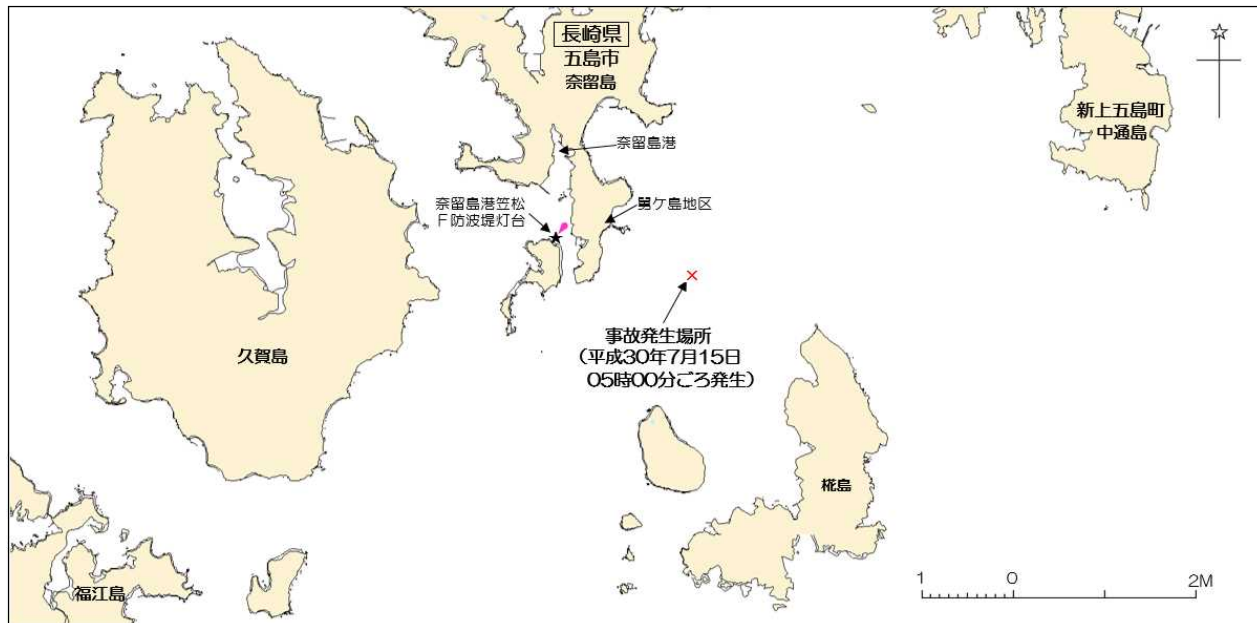 長崎県
五島市
奈留島
新上五島町
中通島
奈留島港
奈留島港笠松
F防波堤灯台
舅ケ島地区
事故発生場所
(平成30年7月15日
05時00分ごろ発生)
久賀島
椛島
福江島
1 0 2M